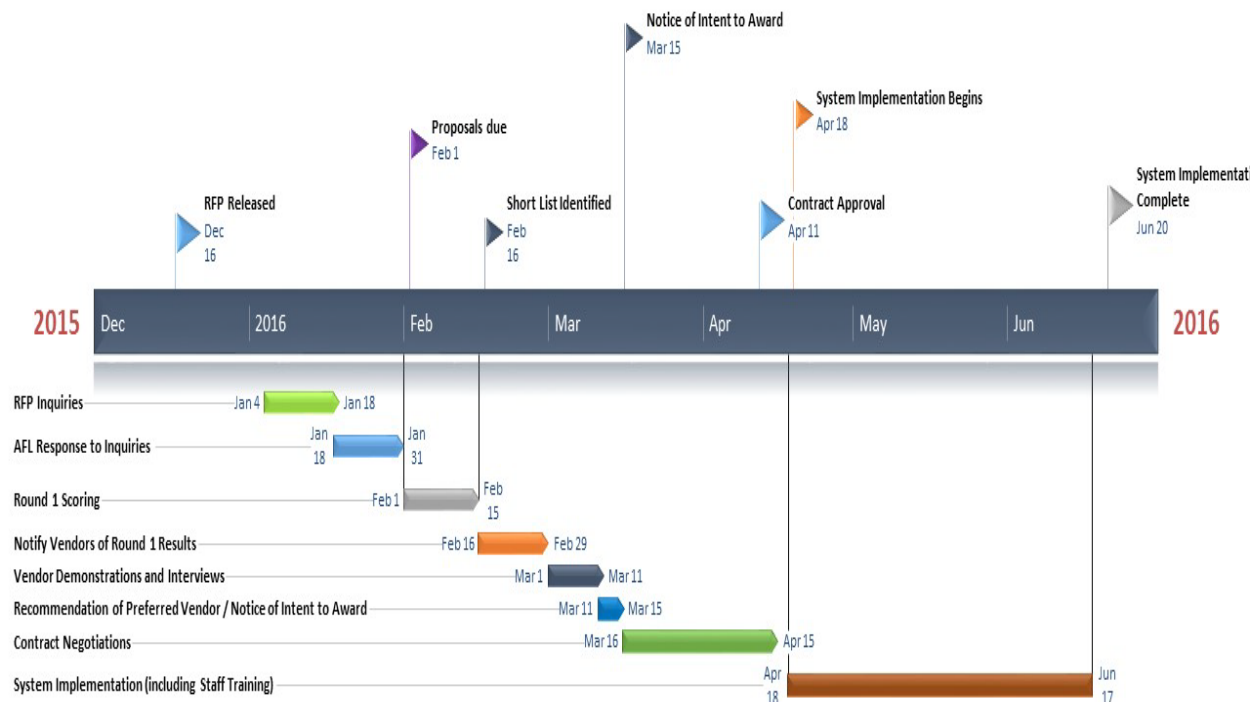 Notice of Intent to Award
Mar 15
System Implementation Begins
Apr 18
Proposals due
Feb 1
System Implementati
Complete
Jun 20
RFP Released
Dec
16
Short List Identified
Feb
16
Contract Approval
Apr 11
2015 Dec 2016 Feb Mar Apr May Jun 2016
RFP Inquiries Jan 4 Jan 18
AFL Response to Inquiries Jan
18 Jan
31
Round 1 Scoring Feb 1 Feb
15
Notify Vendors of Round 1 Results Feb 16 Feb 29
Vendor Demonstrations and Interviews Mar 1 Mar 11
Recommendation of Preferred Vendor / Notice of Intent to Award Mar 11 Mar 15
Contract Negotiations Mar 16 Apr 15
System Implementation (including Staff Training) Apr
18 Jun
17